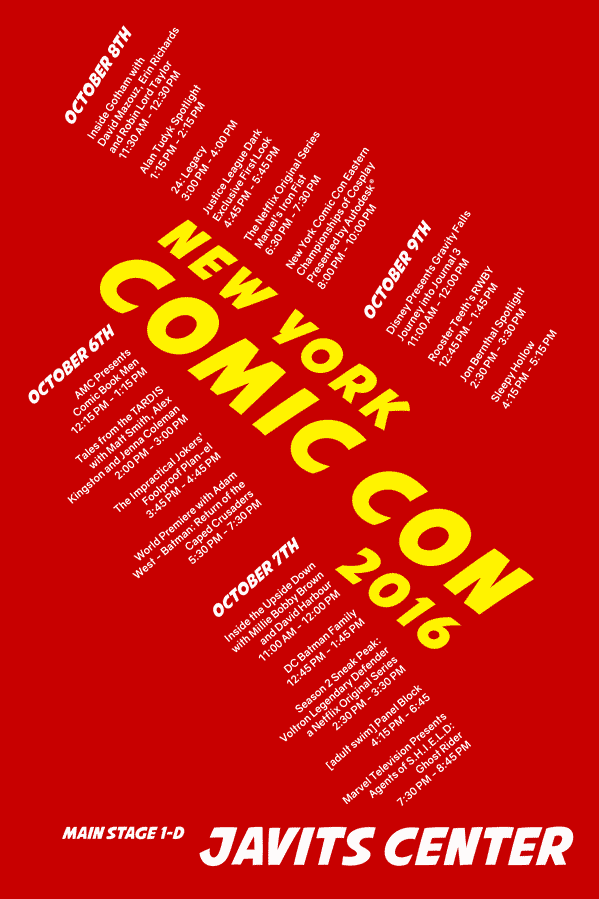 OCTOBER 8TH
Inside Gotham with
David Mazouz, Erin Richards
and Robin Lord Taylor
11:30 AM - 12:30 PM
Alan Tudyk Spotlight
1:15 PM - 2:15 PM
24: Legacy
3:00 PM - 4:00 PM
Justice League Dark
Exclusive First Look
4:45 PM - 5:45 PM
The Netflix Original Series
Marvel's Iron Fist
6:30 PM - 7:30 PM
New York Comic Con Eastern
Championships of Cosplay
Presented by Autodesk®
8:00 PM - 10:00 PM
OCTOBER 9TH
Disney Presents Gravity Falls
Journey into Journal 3
11:00 AM - 12:00 PM
Rooster Teeth's RWBY
12:45 PM - 1:45 PM
Jon Bernthal Spotlight
2:30 PM - 3:30 PM
Sleepy Hollow
4:15 PM - 5:15 PM
NEW YORK
COMIC CON
2016
OCTOBER 6TH
AMC Presents
Comic Book Men
12:15 PM - 1:15 PM
Tales from the TARDIS
with Matt Smith, Alex
Kingston and Jenna Coleman
2:00 PM - 3:00 PM
The Impractical Jokers'
Foolproof Plan-el
3:45 PM - 4:45 PM
World Premiere with Adam
West - Batman: Return of the
Caped Crusaders
5:30 PM - 7:30 PM
OCTOBER 7TH
Inside the Upside Down
with Millie Bobby Brown
and David Harbour
11:00 AM - 12:00 PM
DC Batman Family
12:45 PM - 1:45 PM
Season 2 Sneak Peak:
Voltron Legendary Defender
a Netflix Original Series
2:30 PM - 3:30 PM
[adult swim] Panel Block
4:15 PM - 6:45
Marvel Television Presents
Agents of S.H.I.E.L.D:
Ghost Rider
7:30 PM - 8:45 PM
MAIN STAGE 1-D
JAVITS CENTER